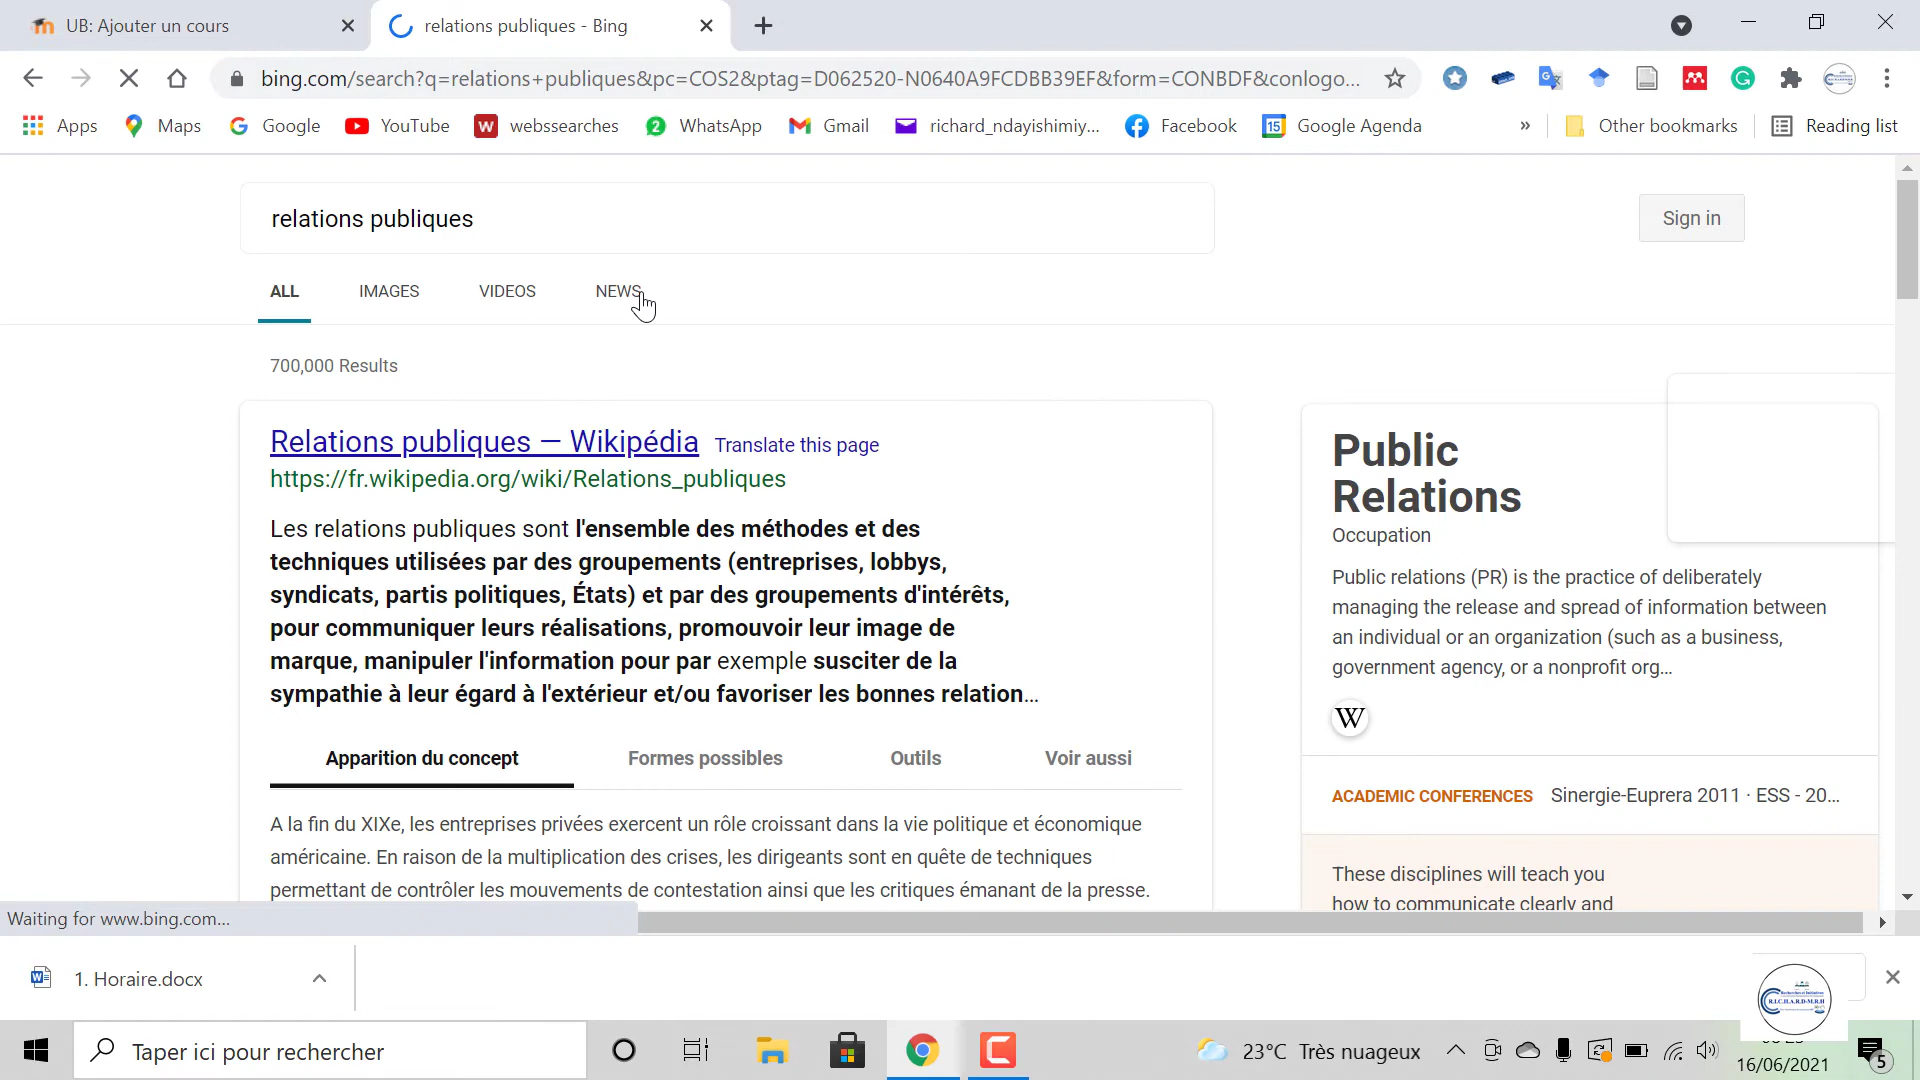 UB: Ajouter un cours
relations publiques - Bing
bing.com/search?q=relations+publiques&pc=COS2&ptag=D062520-N0640A9FCDBB39EF&form=CONBDF&conlogo...
Apps
Maps
Google
YouTube
webssearches
WhatsApp
Gmail
richard_ndayishimiy...
Facebook
Google Agenda
»
Other bookmarks
Reading list
relations publiques
Sign in
ALL
IMAGES
VIDEOS
NEWS
700,000 Results
Relations publiques — Wikipédia Translate this page
https://fr.wikipedia.org/wiki/Relations_publiques
Les relations publiques sont l'ensemble des méthodes et des
techniques utilisées par des groupements (entreprises, lobbys,
syndicats, partis politiques, États) et par des groupements d'intérêts,
pour communiquer leurs réalisations, promouvoir leur image de
marque, manipuler l'information pour par exemple susciter de la
sympathie à leur égard à l'extérieur et/ou favoriser les bonnes relation...
Apparition du concept
Formes possibles
Outils
Voir aussi
A la fin du XIXe, les entreprises privées exercent un rôle croissant dans la vie politique et économique
américaine. En raison de la multiplication des crises, les dirigeants sont en quête de techniques
permettant de contrôler les mouvements de contestation ainsi que les critiques émanant de la presse.
Public
Relations
Occupation
Public relations (PR) is the practice of deliberately
managing the release and spread of information between
an individual or an organization (such as a business,
government agency, or a nonprofit org...
W
ACADEMIC CONFERENCES Sinergie-Euprera 2011 · ESS - 20...
These disciplines will teach you
how to communicate clearly and
Waiting for www.bing.com...
1. Horaire.docx
R.I.C.H.A.R.D-M.R.H
Taper ici pour rechercher
23°C Très nuageux
16/06/2021
5